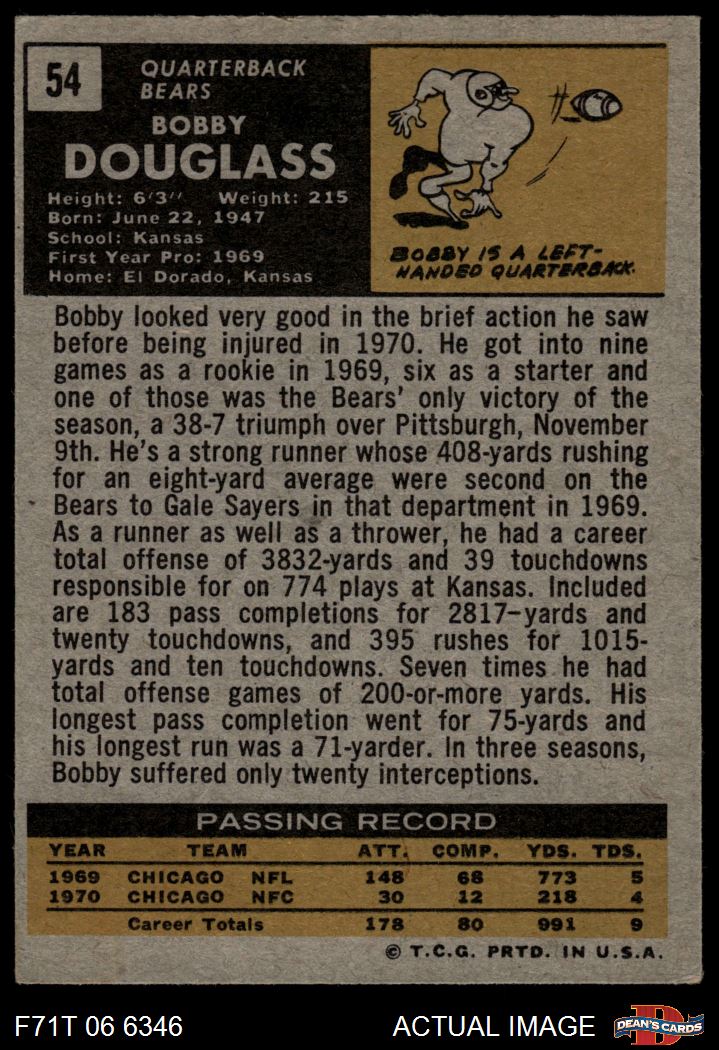 54
QUARTERBACK
BEARS
BOBBY
DOUGLASS
Height: 6'3'' Weight: 215
Born: June 22, 1947
School: Kansas
First Year Pro: 1969
Home: El Dorado, Kansas
BOBBY IS A LEFT-
HANDED QUARTERBACK.
Bobby looked very good in the brief action he saw
before being injured in 1970. He got into nine
games as a rookie in 1969, six as a starter and
one of those was the Bears' only victory of the
season, a 38-7 triumph over Pittsburgh, November
9th. He's a strong runner whose 408-yards rushing
for an eight-yard average were second on the
Bears to Gale Sayers in that department in 1969.
As a runner as well as a thrower, he had a career
total offense of 3832-yards and 39 touchdowns
responsible for on 774 plays at Kansas. Included
are 183 pass completions for 2817-yards and
twenty touchdowns, and 395 rushes for 1015-
yards and ten touchdowns. Seven times he had
total offense games of 200-or-more yards. His
longest pass completion went for 75-yards and
his longest run was a 71-yarder. In three seasons,
Bobby suffered only twenty interceptions.
PASSING RECORD
YEAR TEAM ATT. COMP. YDS. TDS.
1969 CHICAGO NFL 148 68 773 5
1970 CHICAGO NFC 30 12 218 4
Career Totals 178 80 991 9
© T.C.G. PRTD. IN U.S.A.
F71T 06 6346 ACTUAL IMAGE D DEAN'S CARDS